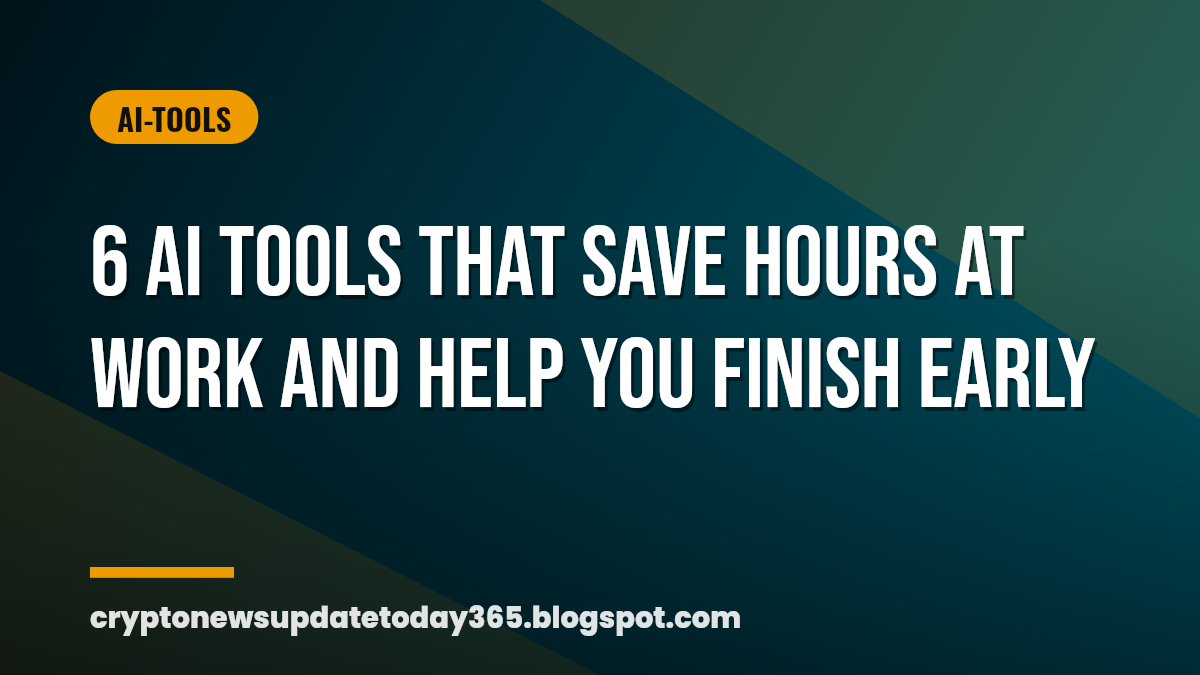 AI-TOOLS
6 AI TOOLS THAT SAVE HOURS AT
WORK AND HELP YOU FINISH EARLY
cryptonewsupdatetoday365.blogspot.com